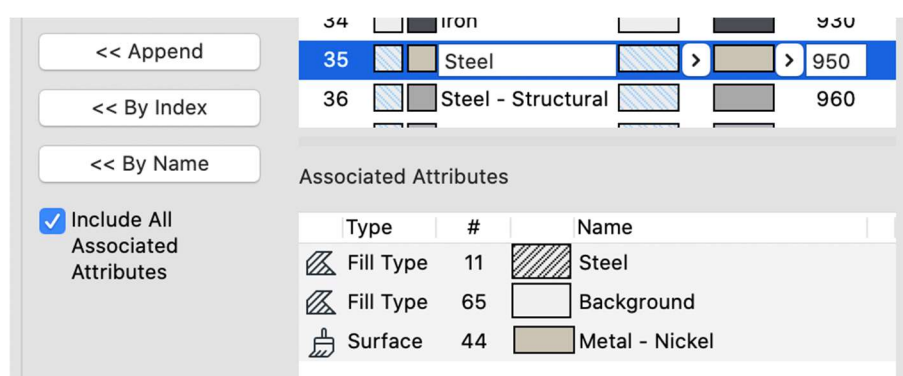 34 Iron 930
<< Append
35 Steel > > 950
<< By Index
36 Steel - Structural 960
<< By Name
Associated Attributes
Include All
Associated
Attributes
Type # Name
Fill Type 11 Steel
Fill Type 65 Background
Surface 44 Metal - Nickel